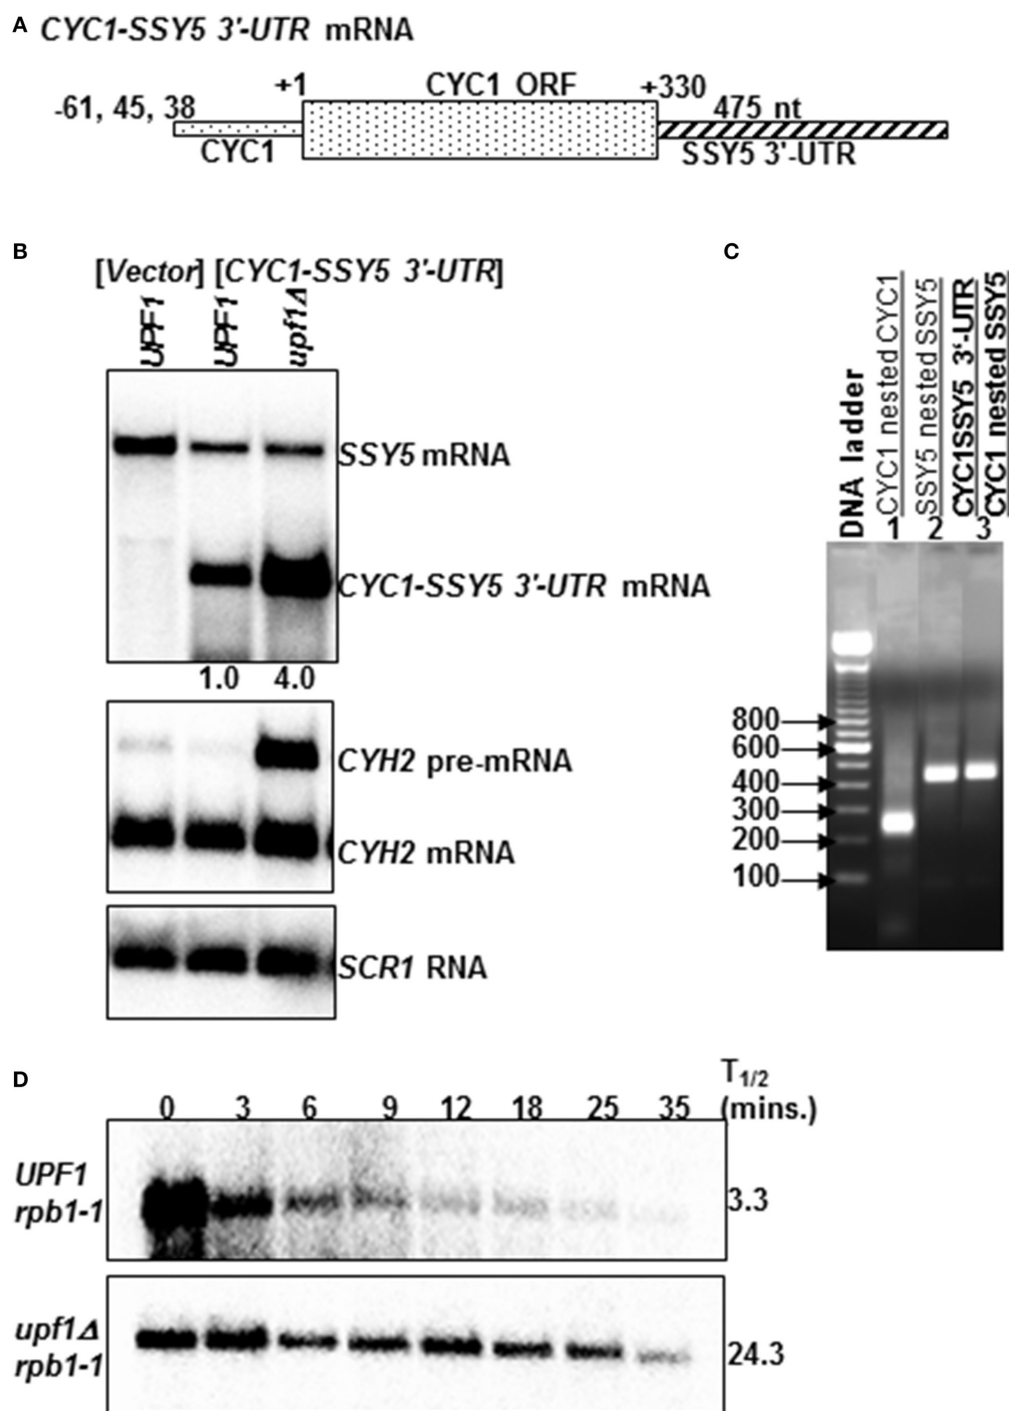 A CYC1-SSY5 3'-UTR mRNA
+1 CYC1 ORF +330
-61, 45, 38 475 nt
CYC1 SSY5 3'-UTR
B
[Vector] [CYC1-SSY5 3'-UTR]
UPF1 UPF1 upf1Δ
SSY5 mRNA
CYC1-SSY5 3'-UTR mRNA
1.0 4.0
CYH2 pre-mRNA
CYH2 mRNA
SCR1 RNA
C
DNA ladder
CYC1 nested CYC1
SSY5 nested SSY5
CYC1SSY5 3'-UTR
CYC1 nested SSY5
1 2 3
800
600
400
300
200
100
D
0 3 6 9 12 18 25 35 T1/2 (mins.)
UPF1
rpb1-1 3.3
upf1Δ
rpb1-1 24.3